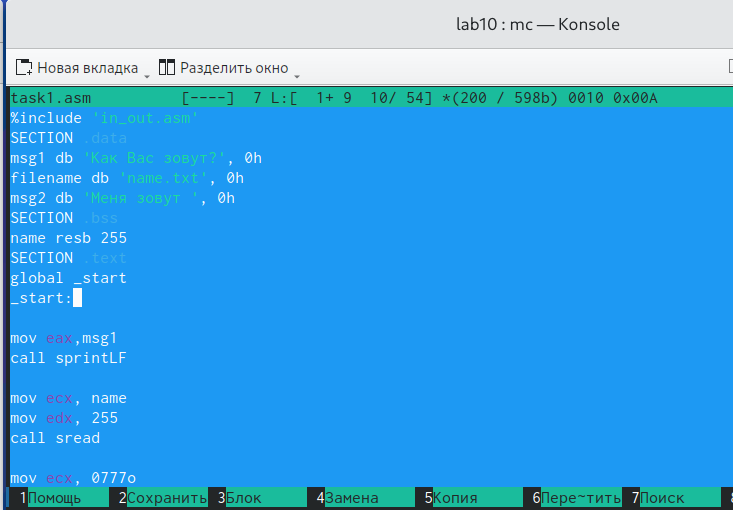 lab10 : mc — Konsole
Новая вкладка Разделить окно
task1.asm [----] 7 L:[ 1+ 9 10/ 54] *(200 / 598b) 0010 0x00A
%include 'in_out.asm'
SECTION .data
msg1 db 'Как Вас зовут?', 0h
filename db 'name.txt', 0h
msg2 db 'Меня зовут ', 0h
SECTION .bss
name resb 255
SECTION .text
global _start
_start:
mov eax,msg1
call sprintLF
mov ecx, name
mov edx, 255
call sread
mov ecx, 0777o
1Помощь 2Сохранить 3Блок 4Замена 5Копия 6Пере~тить 7Поиск